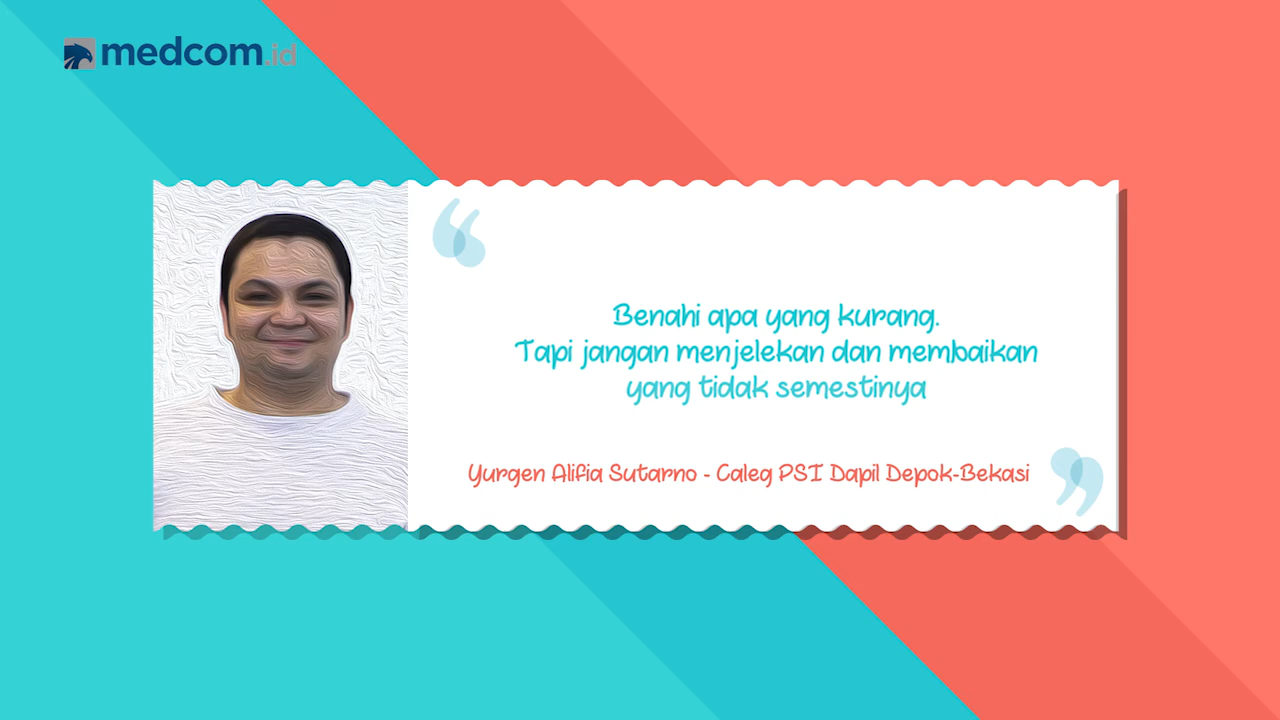 medcom.id
Benahi apa yang kurang.
Tapi jangan menjelekan dan membaikan
yang tidak semestinya
Yurgen Alifia Sutarno - Caleg PSI Dapil Depok-Bekasi